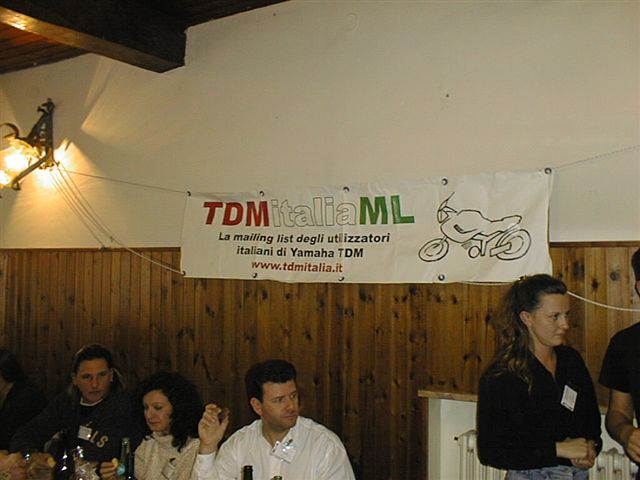 TDMitaliaML
La mailing list degli utilizzatori
italiani di Yamaha TDM
www.tdmitalia.it